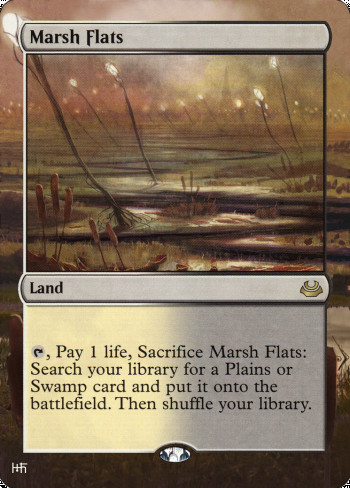 Marsh Flats
Land
, Pay 1 life, Sacrifice Marsh Flats:
Search your library for a Plains or
Swamp card and put it onto the
battlefield. Then shuffle your library.